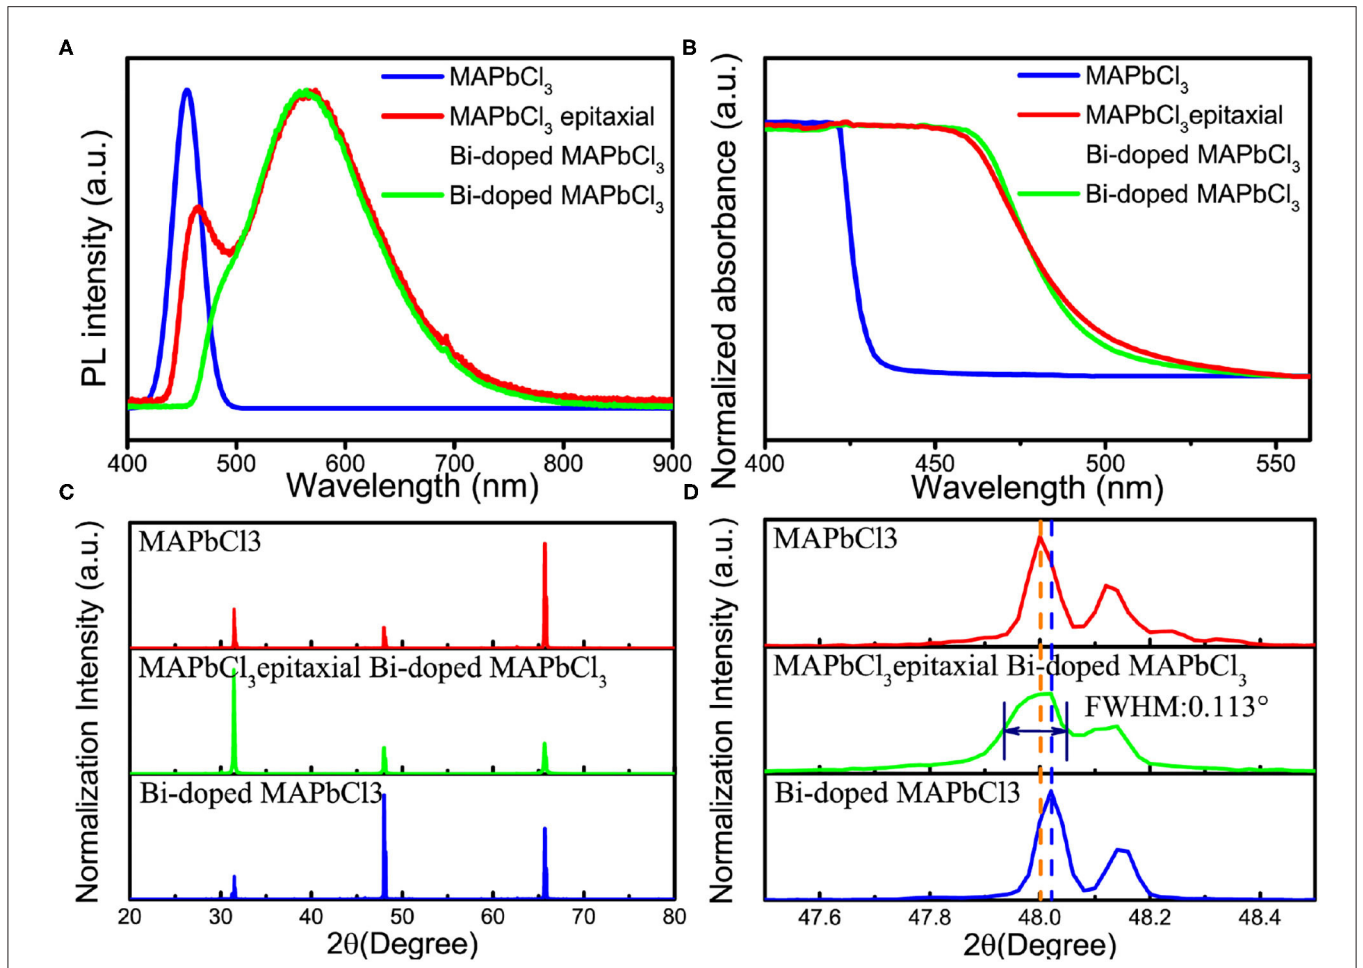 A
PL intensity (a.u.)
MAPbCl3
MAPbCl3 epitaxial
Bi-doped MAPbCl3
Bi-doped MAPbCl3
400 500 600 700 800 900
Wavelength (nm)
B
Normalized absorbance (a.u.)
MAPbCl3
MAPbCl3epitaxial
Bi-doped MAPbCl3
Bi-doped MAPbCl3
400 450 500 550
Wavelength (nm)
C
Normalization Intensity (a.u.)
MAPbCl3
MAPbCl3epitaxial Bi-doped MAPbCl3
Bi-doped MAPbCl3
20 30 40 50 60 70 80
2θ(Degree)
D
Normalization Intensity (a.u.)
MAPbCl3
MAPbCl3epitaxial Bi-doped MAPbCl3
FWHM:0.113°
Bi-doped MAPbCl3
47.6 47.8 48.0 48.2 48.4
2θ(Degree)